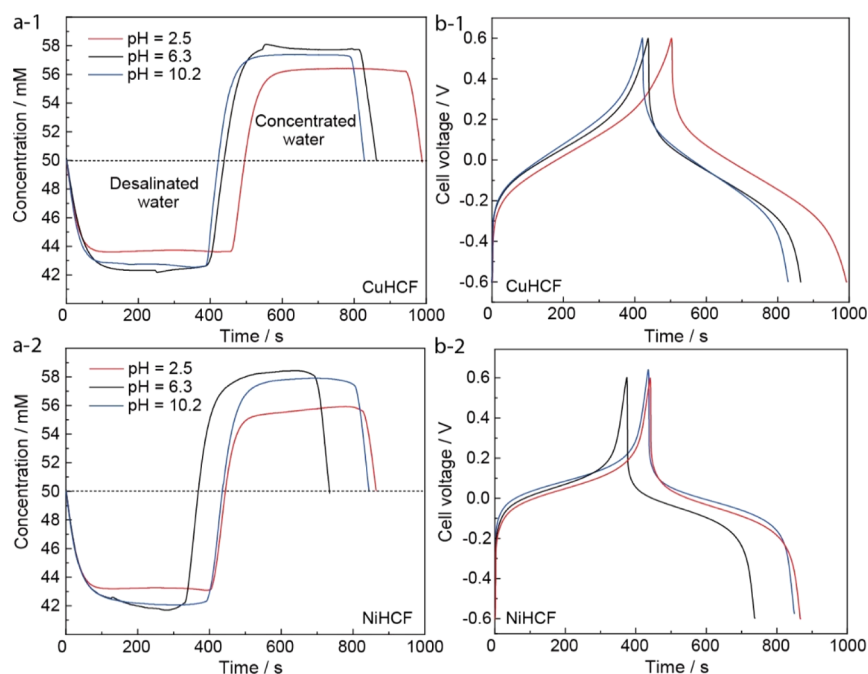 a-1
Concentration / mM
58
56
54
52
50
48
46
44
42
pH = 2.5
pH = 6.3
pH = 10.2
Concentrated
water
Desalinated
water
CuHCF
0 200 400 600 800 1000
Time / s
b-1
Cell voltage / V
0.6
0.4
0.2
0.0
-0.2
-0.4
-0.6
CuHCF
0 200 400 600 800 1000
Time / s
a-2
Concentration / mM
58
56
54
52
50
48
46
44
42
pH = 2.5
pH = 6.3
pH = 10.2
NiHCF
0 200 400 600 800 1000
Time / s
b-2
Cell voltage / V
0.6
0.4
0.2
0.0
-0.2
-0.4
-0.6
NiHCF
0 200 400 600 800 1000
Time / s